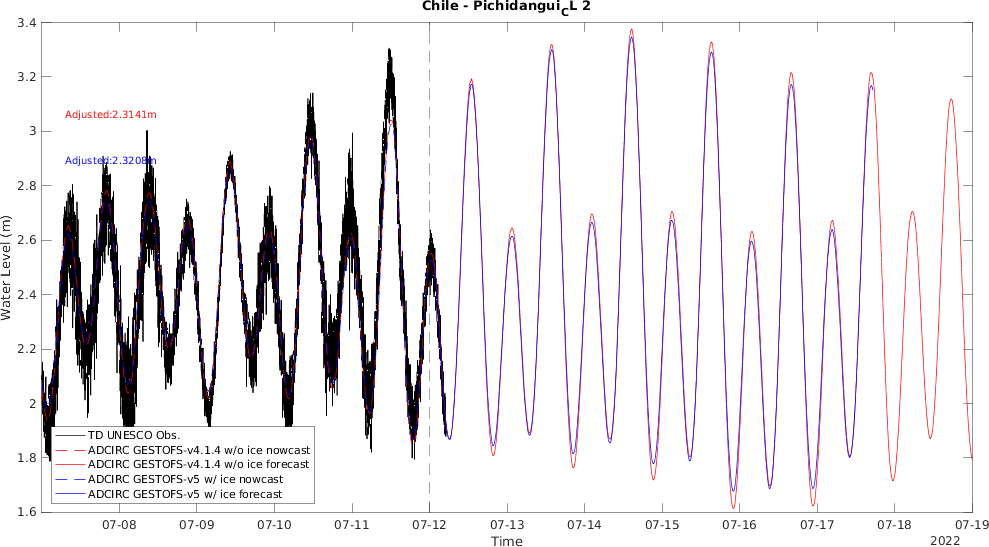 Chile - PichidanguiCL 2
3.4
3.2
3
2.8
2.6
2.4
2.2
2
1.8
1.6
Water Level (m)
Adjusted:2.3141m
Adjusted:2.3208m
TD UNESCO Obs.
ADCIRC GESTOFS-v4.1.4 w/o ice nowcast
ADCIRC GESTOFS-v4.1.4 w/o ice forecast
ADCIRC GESTOFS-v5 w/ ice nowcast
ADCIRC GESTOFS-v5 w/ ice forecast
07-08 07-09 07-10 07-11 07-12 07-13 07-14 07-15 07-16 07-17 07-18 07-19
Time
2022